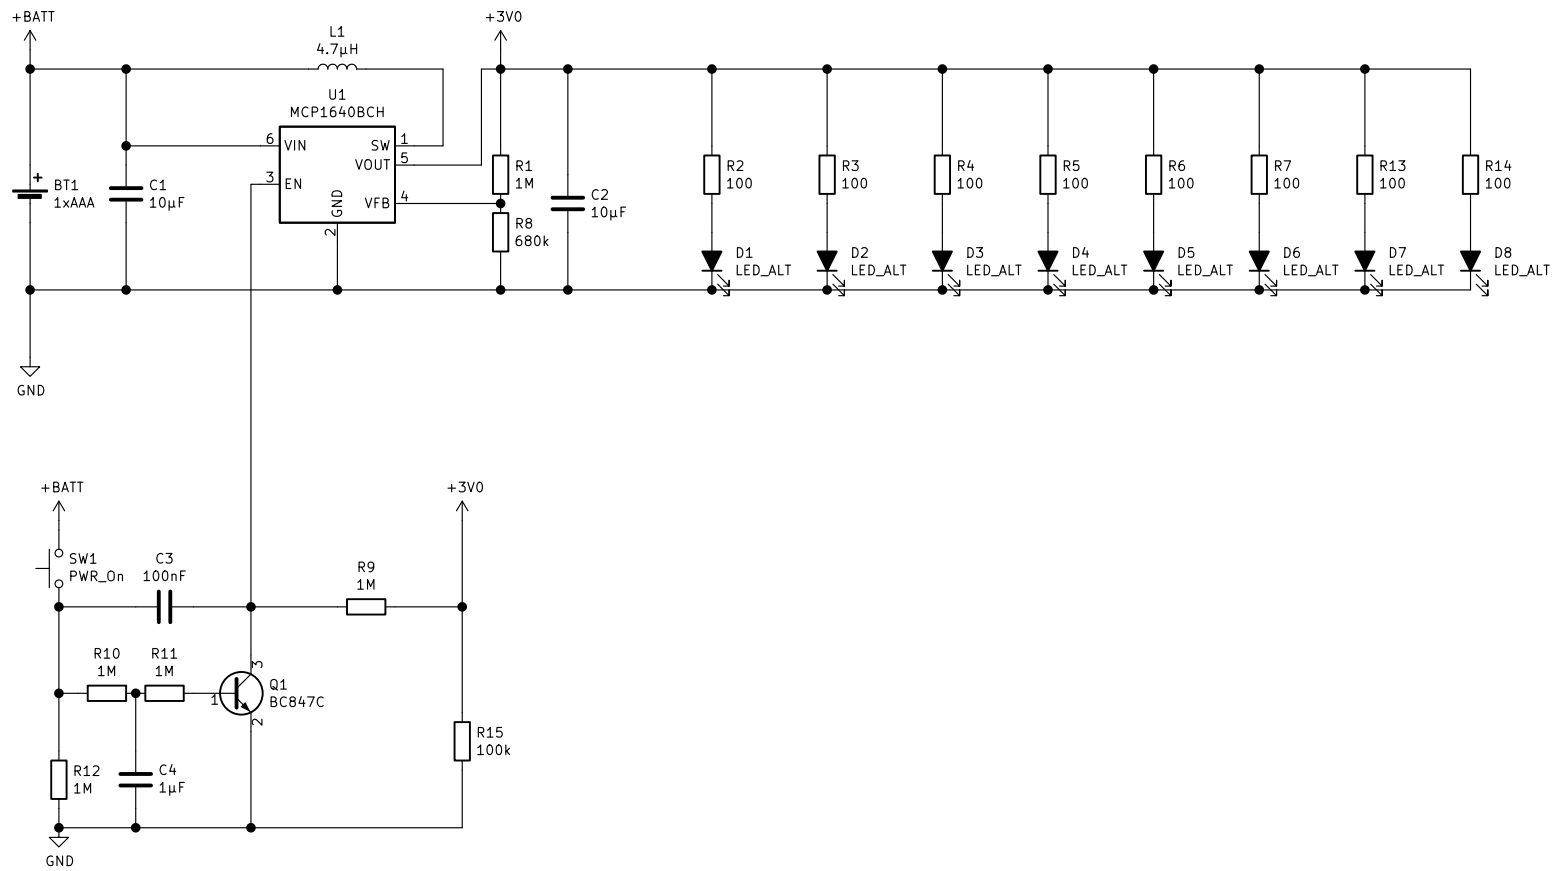 +BATT
+3V0
L1
4.7µH
U1
MCP1640BCH
6 VIN SW 1
VOUT 5
3 EN
VFB 4
GND
2
+
BT1
1xAAA
C1
10µF
R1
1M
R8
680k
C2
10µF
R2
100
R3
100
R4
100
R5
100
R6
100
R7
100
R13
100
R14
100
D1
LED_ALT
D2
LED_ALT
D3
LED_ALT
D4
LED_ALT
D5
LED_ALT
D6
LED_ALT
D7
LED_ALT
D8
LED_ALT
GND
+BATT
+3V0
SW1
PWR_On
C3
100nF
R9
1M
R10
1M
R11
1M
3
1
2
Q1
BC847C
R15
100k
R12
1M
C4
1µF
GND